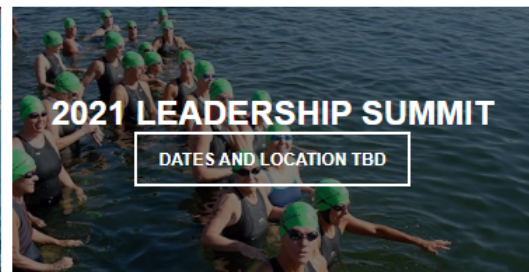 2021 LEADERSHIP SUMMIT
DATES AND LOCATION TBD